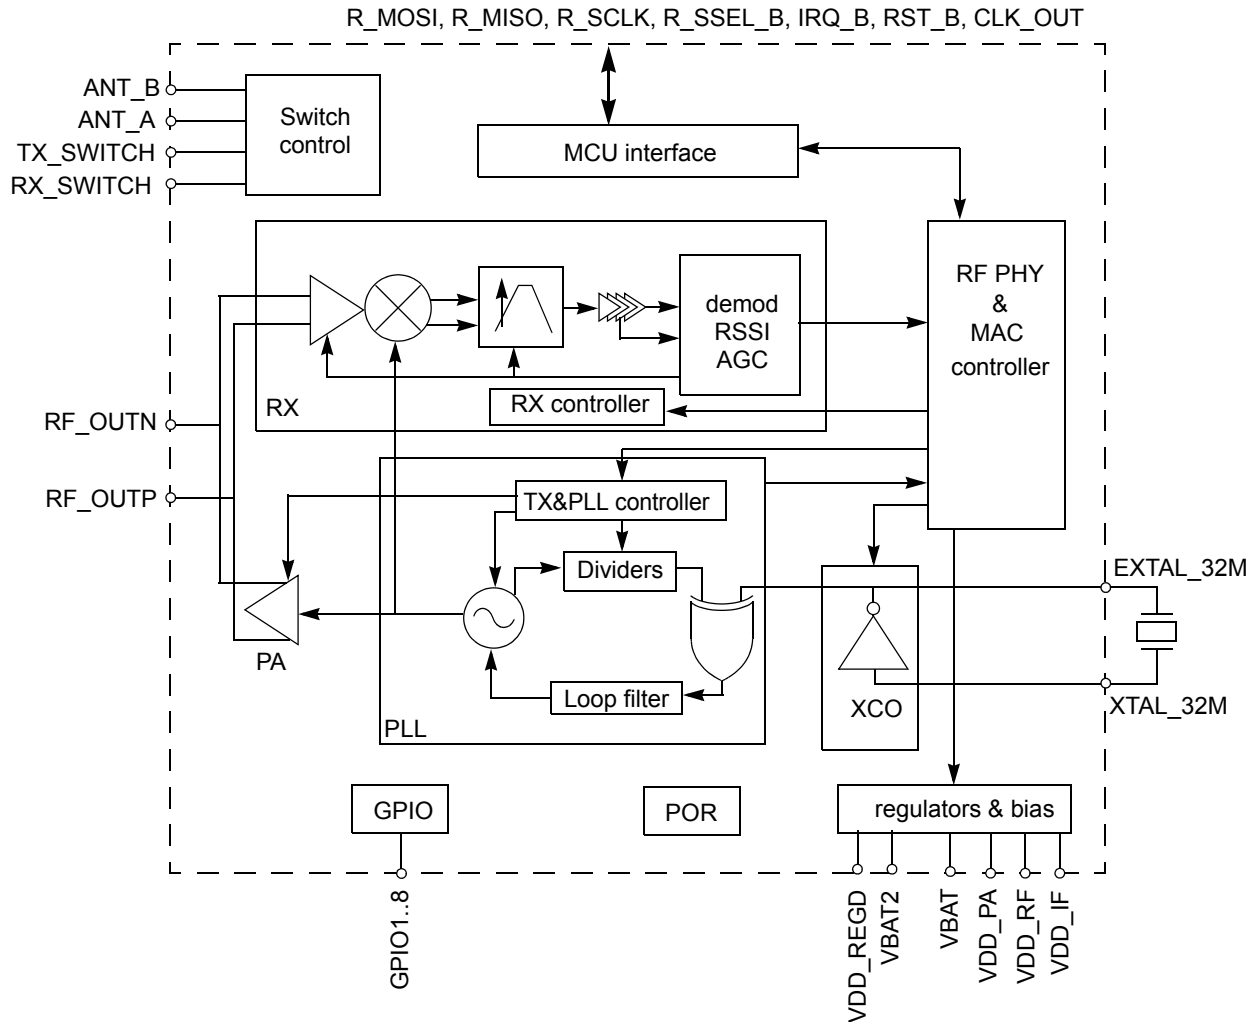 R_MOSI, R_MISO, R_SCLK, R_SSEL_B, IRQ_B, RST_B, CLK_OUT
ANT_B
ANT_A
TX_SWITCH
RX_SWITCH
Switch
control
MCU interface
RF PHY
&
MAC
controller
demod
RSSI
AGC
RX controller
RX
RF_OUTN
RF_OUTP
TX&PLL controller
Dividers
Loop filter
PLL
PA
XCO
EXTAL_32M
XTAL_32M
GPIO
POR
regulators & bias
GPIO1..8
VDD_REGD
VBAT2
VBAT
VDD_PA
VDD_RF
VDD_IF